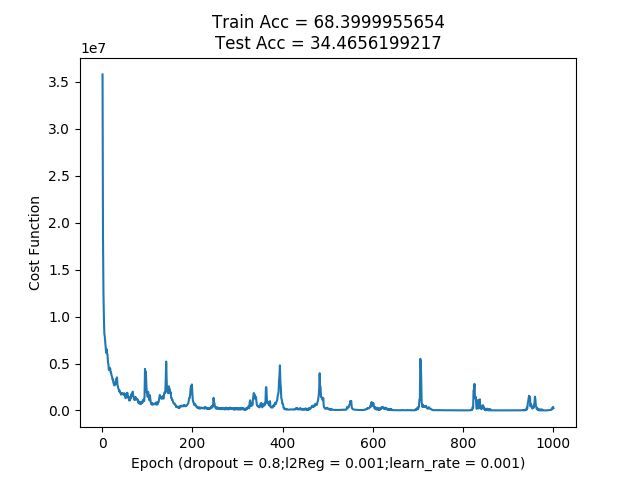 Train Acc = 68.3999955654
Test Acc = 34.4656199217
1e7
3.5
3.0
2.5
2.0
1.5
1.0
0.5
0.0
Cost Function
0 200 400 600 800 1000
Epoch (dropout = 0.8;l2Reg = 0.001;learn_rate = 0.001)